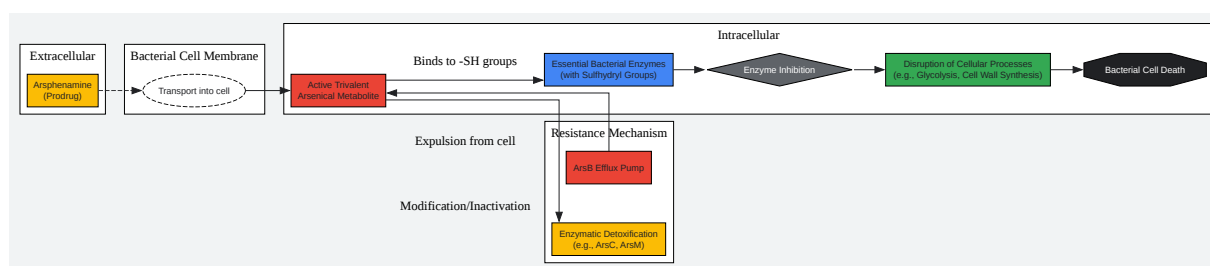 Extracellular
Arsphenamine
(Prodrug)
Bacterial Cell Membrane
Transport into cell
Intracellular
Active Trivalent
Arsenical Metabolite
Binds to -SH groups
Essential Bacterial Enzymes
(with Sulfhydryl Groups)
Enzyme Inhibition
Disruption of Cellular Processes
(e.g., Glycolysis, Cell Wall Synthesis)
Bacterial Cell Death
Resistance Mechanism
Expulsion from cell
ArsB Efflux Pump
Modification/Inactivation
Enzymatic Detoxification
(e.g., ArsC, ArsM)